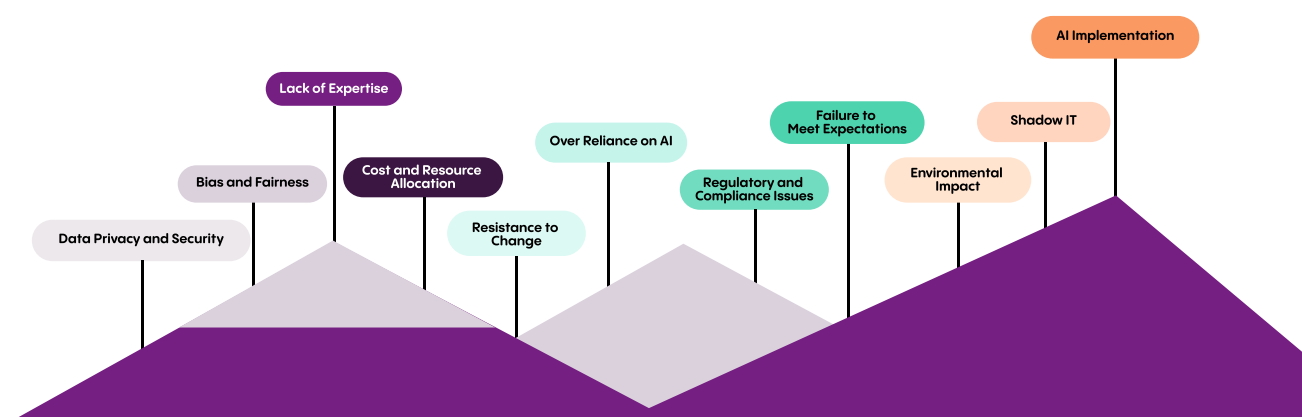 Data Privacy and Security
Bias and Fairness
Lack of Expertise
Cost and Resource
Allocation
Resistance to
Change
Over Reliance on AI
Regulatory and
Compliance Issues
Failure to
Meet Expectations
Environmental
Impact
Shadow IT
AI Implementation